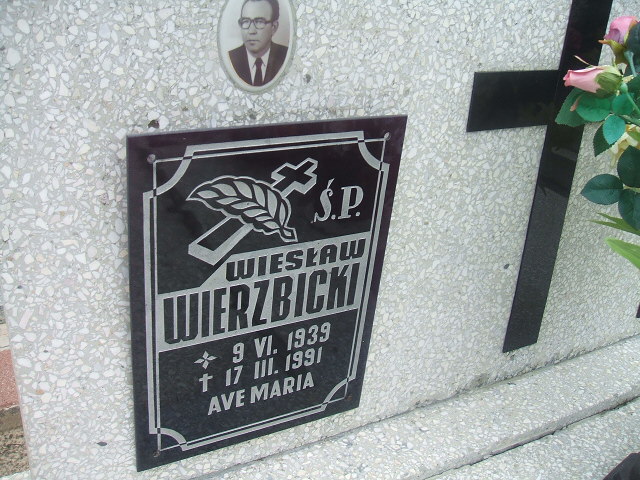 Ś.P.
WIESŁAW
WIERZBICKI
9 VI. 1939
† 17 III. 1991
AVE MARIA